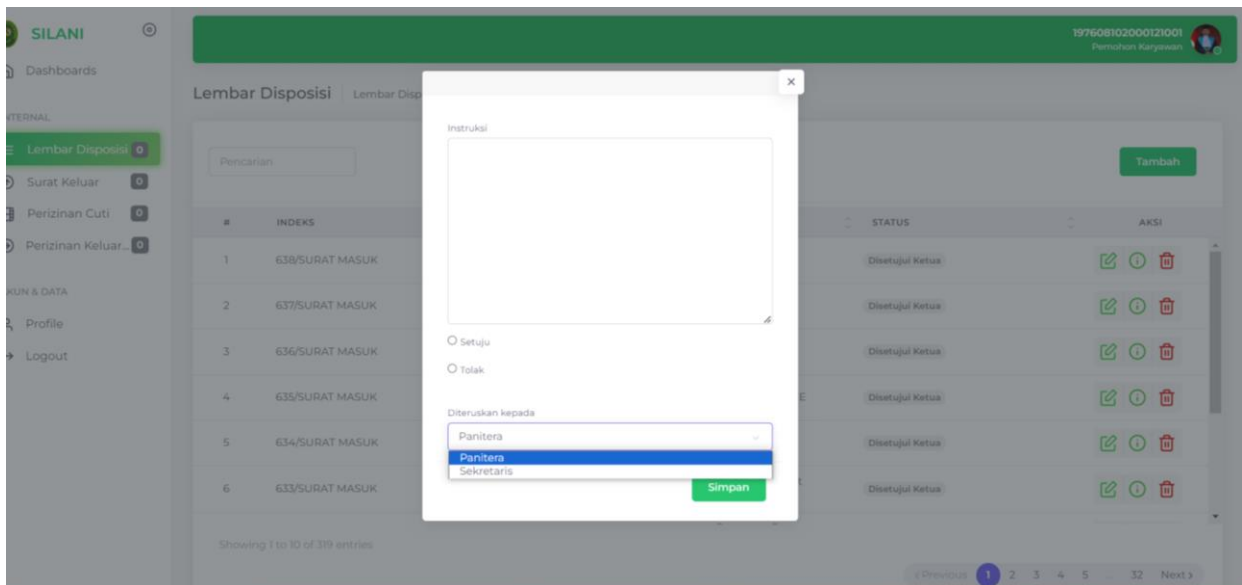 SILANI
197608102000121001
Pemohon Karyawan
Dashboards
Lembar Disposisi
Lembar Disp
INTERNAL
Lembar Disposisi 0
Surat Keluar 0
Perizinan Cuti 0
Perizinan Keluar... 0
AKUN & DATA
Profile
Logout
Pencarian
Tambah
# INDEKS STATUS AKSI
1 638/SURAT MASUK Disetujui Ketua
2 637/SURAT MASUK Disetujui Ketua
3 636/SURAT MASUK Disetujui Ketua
4 635/SURAT MASUK E Disetujui Ketua
5 634/SURAT MASUK Disetujui Ketua
6 633/SURAT MASUK t Disetujui Ketua
Showing 1 to 10 of 319 entries
‹ Previous 1 2 3 4 5 ... 32 Next ›
×
Instruksi
Setuju
Tolak
Diteruskan kepada
Panitera
Panitera
Sekretaris
Simpan